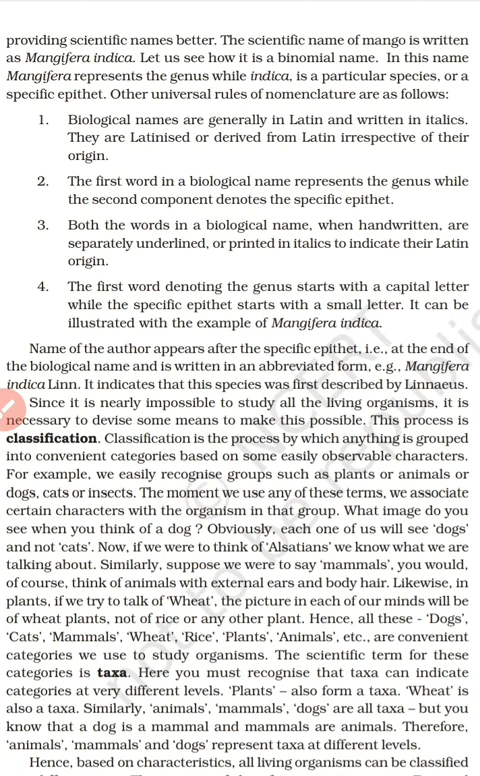 providing scientific names better. The scientific name of mango is written
as Mangifera indica. Let us see how it is a binomial name. In this name
Mangifera represents the genus while indica, is a particular species, or a
specific epithet. Other universal rules of nomenclature are as follows:
1. Biological names are generally in Latin and written in italics.
They are Latinised or derived from Latin irrespective of their
origin.
2. The first word in a biological name represents the genus while
the second component denotes the specific epithet.
3. Both the words in a biological name, when handwritten, are
separately underlined, or printed in italics to indicate their Latin
origin.
4. The first word denoting the genus starts with a capital letter
while the specific epithet starts with a small letter. It can be
illustrated with the example of Mangifera indica.
Name of the author appears after the specific epithet, i.e., at the end of
the biological name and is written in an abbreviated form, e.g., Mangifera
indica Linn. It indicates that this species was first described by Linnaeus.
Since it is nearly impossible to study all the living organisms, it is
necessary to devise some means to make this possible. This process is
classification. Classification is the process by which anything is grouped
into convenient categories based on some easily observable characters.
For example, we easily recognise groups such as plants or animals or
dogs, cats or insects. The moment we use any of these terms, we associate
certain characters with the organism in that group. What image do you
see when you think of a dog ? Obviously, each one of us will see ‘dogs’
and not ‘cats’. Now, if we were to think of ‘Alsatians’ we know what we are
talking about. Similarly, suppose we were to say ‘mammals’, you would,
of course, think of animals with external ears and body hair. Likewise, in
plants, if we try to talk of ‘Wheat’, the picture in each of our minds will be
of wheat plants, not of rice or any other plant. Hence, all these - ‘Dogs’,
‘Cats’, ‘Mammals’, ‘Wheat’, ‘Rice’, ‘Plants’, ‘Animals’, etc., are convenient
categories we use to study organisms. The scientific term for these
categories is taxa. Here you must recognise that taxa can indicate
categories at very different levels. ‘Plants’ – also form a taxa. ‘Wheat’ is
also a taxa. Similarly, ‘animals’, ‘mammals’, ‘dogs’ are all taxa – but you
know that a dog is a mammal and mammals are animals. Therefore,
‘animals’, ‘mammals’ and ‘dogs’ represent taxa at different levels.
Hence, based on characteristics, all living organisms can be classified